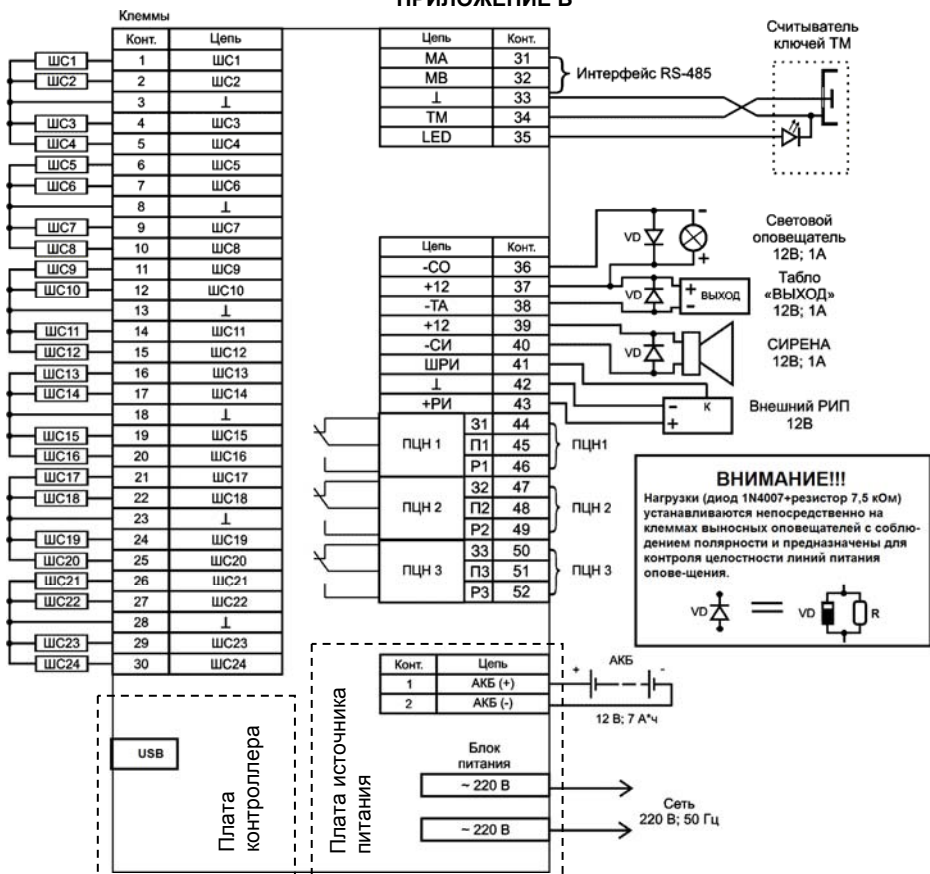 ПРИЛОЖЕНИЕ В
Клеммы
Конт. Цепь
ШС1 1 ШС1
ШС2 2 ШС2
3 ⊥
ШС3 4 ШС3
ШС4 5 ШС4
ШС5 6 ШС5
ШС6 7 ШС6
8 ⊥
ШС7 9 ШС7
ШС8 10 ШС8
ШС9 11 ШС9
ШС10 12 ШС10
13 ⊥
ШС11 14 ШС11
ШС12 15 ШС12
ШС13 16 ШС13
ШС14 17 ШС14
18 ⊥
ШС15 19 ШС15
ШС16 20 ШС16
ШС17 21 ШС17
ШС18 22 ШС18
23 ⊥
ШС19 24 ШС19
ШС20 25 ШС20
ШС21 26 ШС21
ШС22 27 ШС22
28 ⊥
ШС23 29 ШС23
ШС24 30 ШС24
Цепь Конт.
МА 31
МВ 32
⊥ 33
ТМ 34
LED 35
Интерфейс RS-485
Считыватель
ключей ТМ
Цепь Конт.
-СО 36
+12 37
-ТА 38
+12 39
-СИ 40
ШРИ 41
⊥ 42
+РИ 43
ПЦН 1
З1 44
П1 45
Р1 46
ПЦН1
ПЦН 2
З2 47
П2 48
Р2 49
ПЦН 2
ПЦН 3
З3 50
П3 51
Р3 52
ПЦН 3
VD
-
+
Световой
оповещатель
12В; 1А
VD
+ ВЫХОД
-
Табло
«ВЫХОД»
12В; 1А
VD
СИРЕНА
12В; 1А
- К
+
Внешний РИП
12В
ВНИМАНИЕ!!!
Нагрузки (диод 1N4007+резистор 7,5 кОм)
устанавливаются непосредственно на
клеммах выносных оповещателей с соблю-
дением полярности и предназначены для
контроля целостности линий питания
опове-щения.
VD = VD R
Конт. Цепь
1 АКБ (+)
2 АКБ (-)
АКБ
+ -
12 В; 7 А*ч
USB
Плата
контроллера
Плата источника
питания
Блок
питания
~ 220 В
~ 220 В
Сеть
220 В; 50 Гц